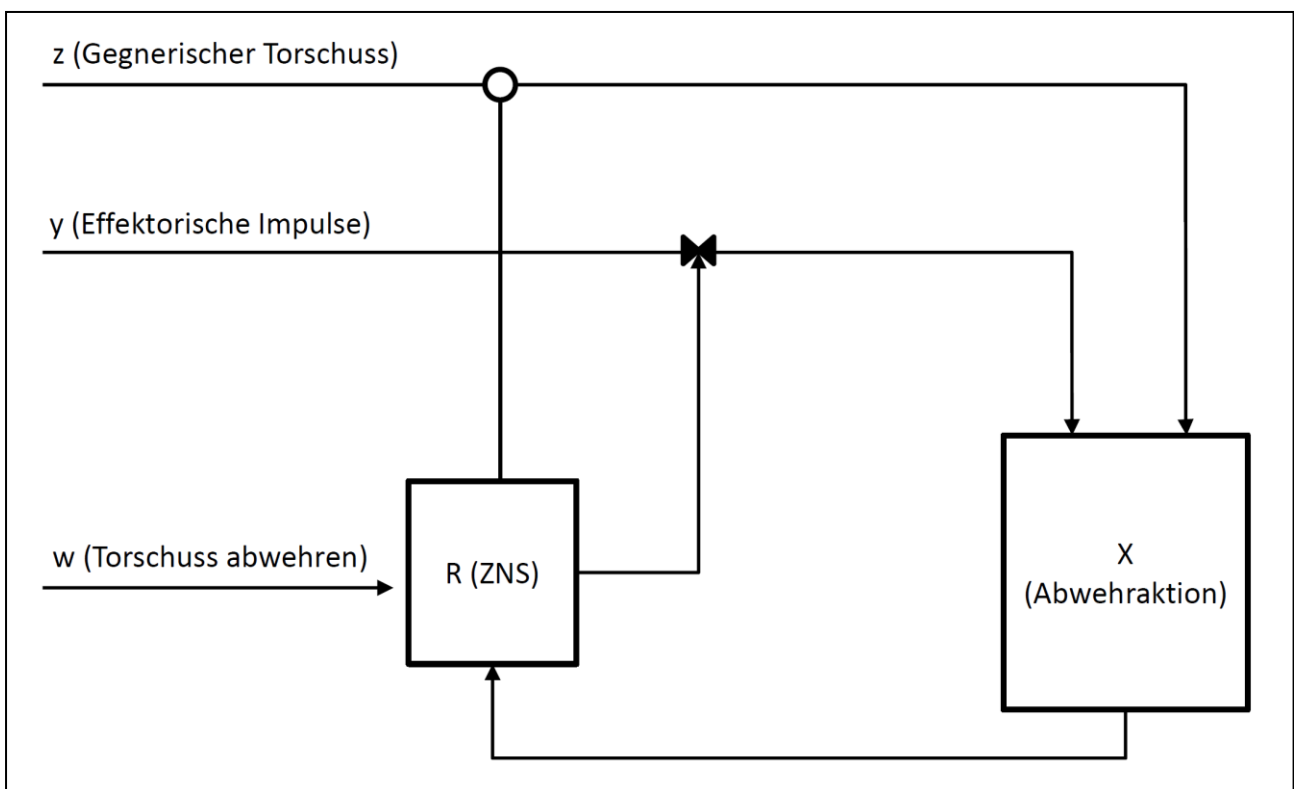 z (Gegnerischer Torschuss)
y (Effektorische Impulse)
w (Torschuss abwehren)
R (ZNS)
X
(Abwehraktion)